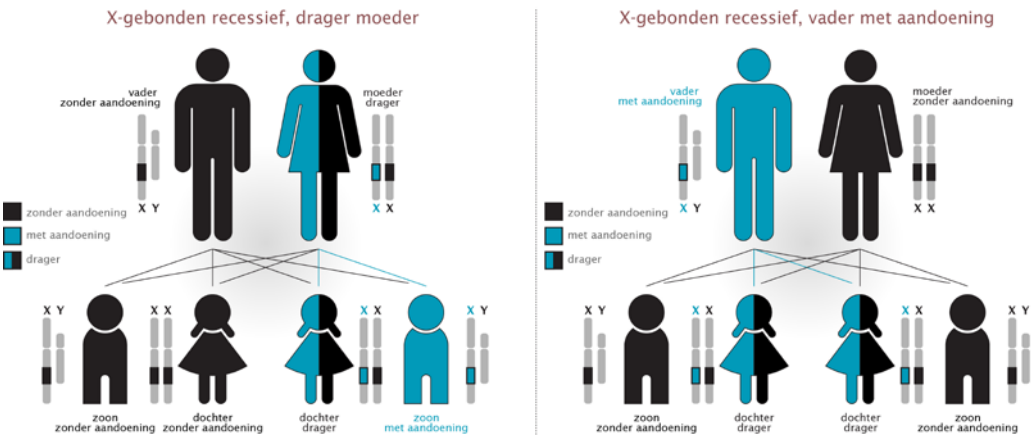 X-gebonden recessief, drager moeder
vader
zonder aandoening
moeder
drager
X Y
X X
zonder aandoening
met aandoening
drager
X Y
X X
X X
X Y
zoon
zonder aandoening
dochter
zonder aandoening
dochter
drager
zoon
met aandoening
X-gebonden recessief, vader met aandoening
vader
met aandoening
moeder
zonder aandoening
X Y
X X
zonder aandoening
met aandoening
drager
X Y
X X
X X
X Y
zoon
zonder aandoening
dochter
drager
dochter
drager
zoon
zonder aandoening